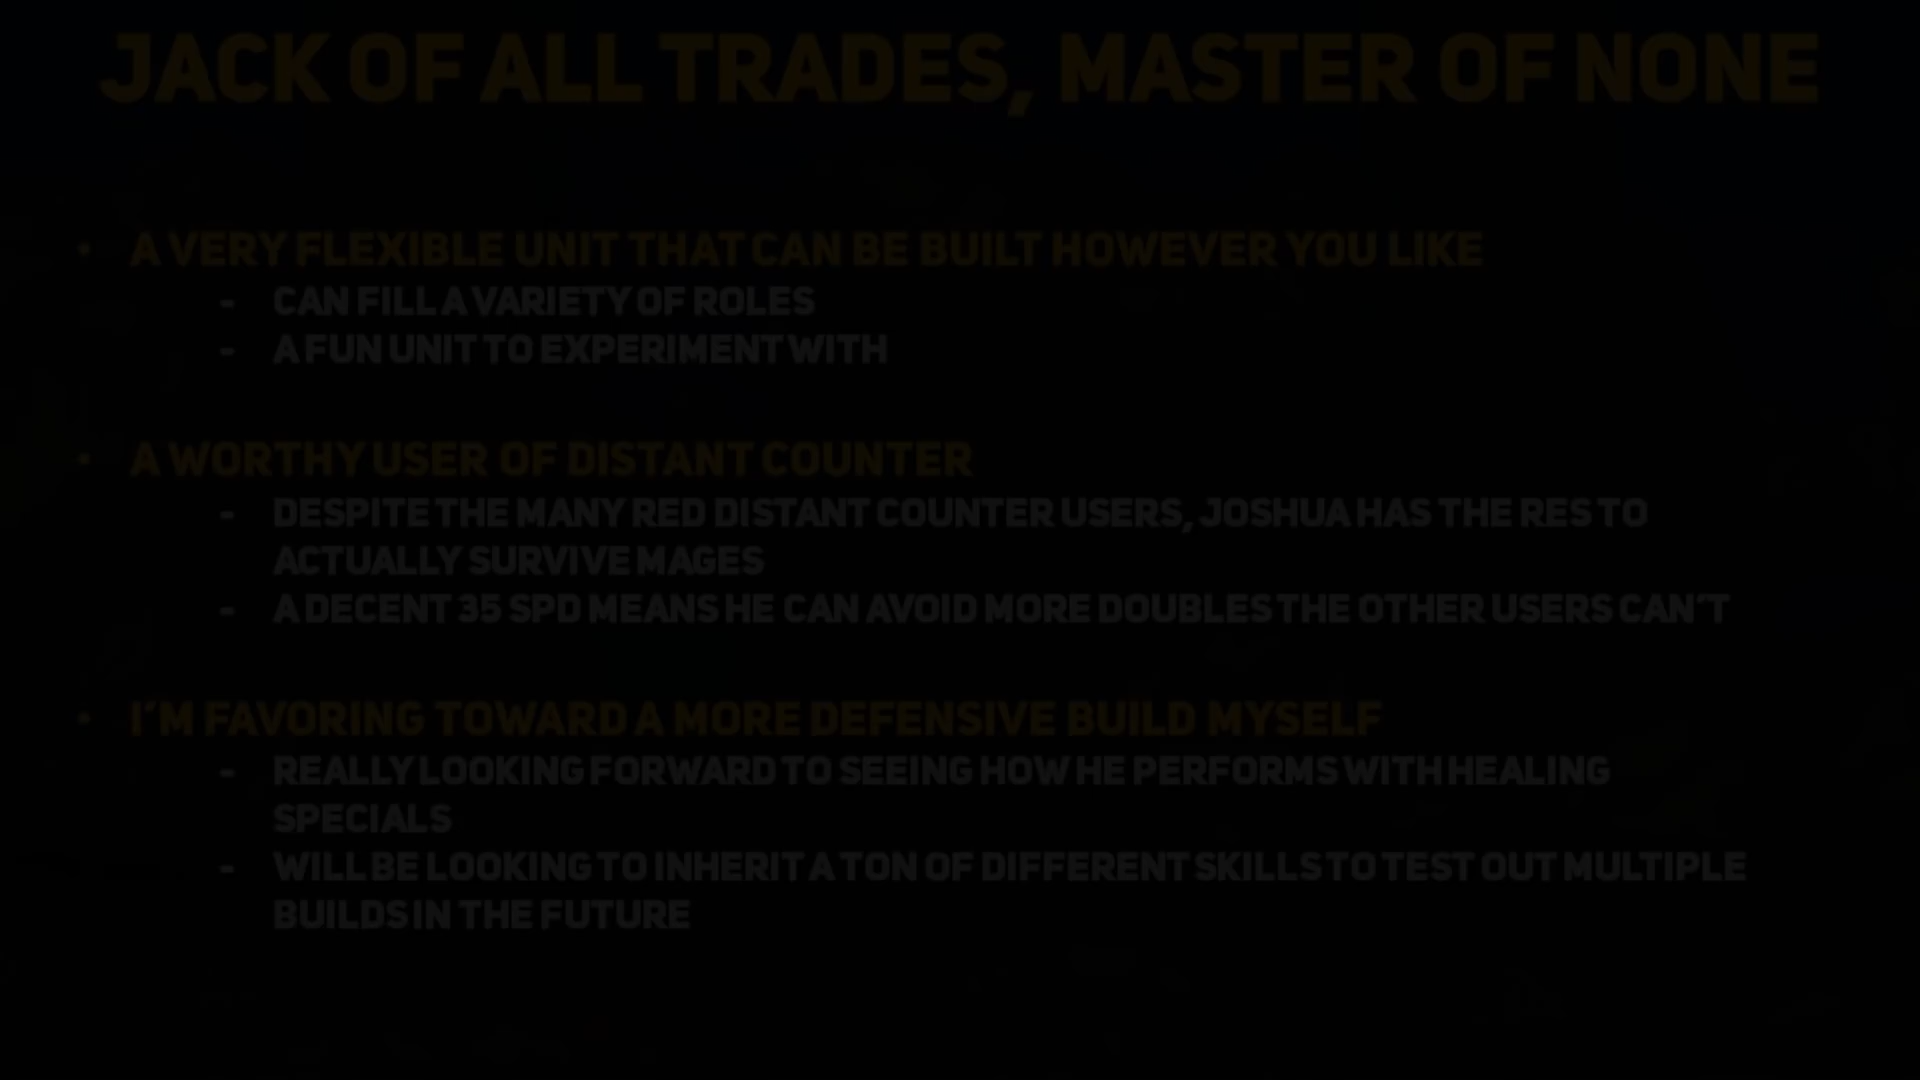 JACK OF ALL TRADES, MASTER OF NONE
• A VERY FLEXIBLE UNIT THAT CAN BE BUILT HOWEVER YOU LIKE
- CAN FILL A VARIETY OF ROLES
- A FUN UNIT TO EXPERIMENT WITH
• A WORTHY USER OF DISTANT COUNTER
- DESPITE THE MANY RED DISTANT COUNTER USERS, JOSHUA HAS THE RES TO
ACTUALLY SURVIVE MAGES
- A DECENT 35 SPD MEANS HE CAN AVOID MORE DOUBLES THE OTHER USERS CAN'T
• I'M FAVORING TOWARD A MORE DEFENSIVE BUILD MYSELF
- REALLY LOOKING FORWARD TO SEEING HOW HE PERFORMS WITH HEALING
SPECIALS
- WILL BE LOOKING TO INHERIT A TON OF DIFFERENT SKILLS TO TEST OUT MULTIPLE
BUILDS IN THE FUTURE